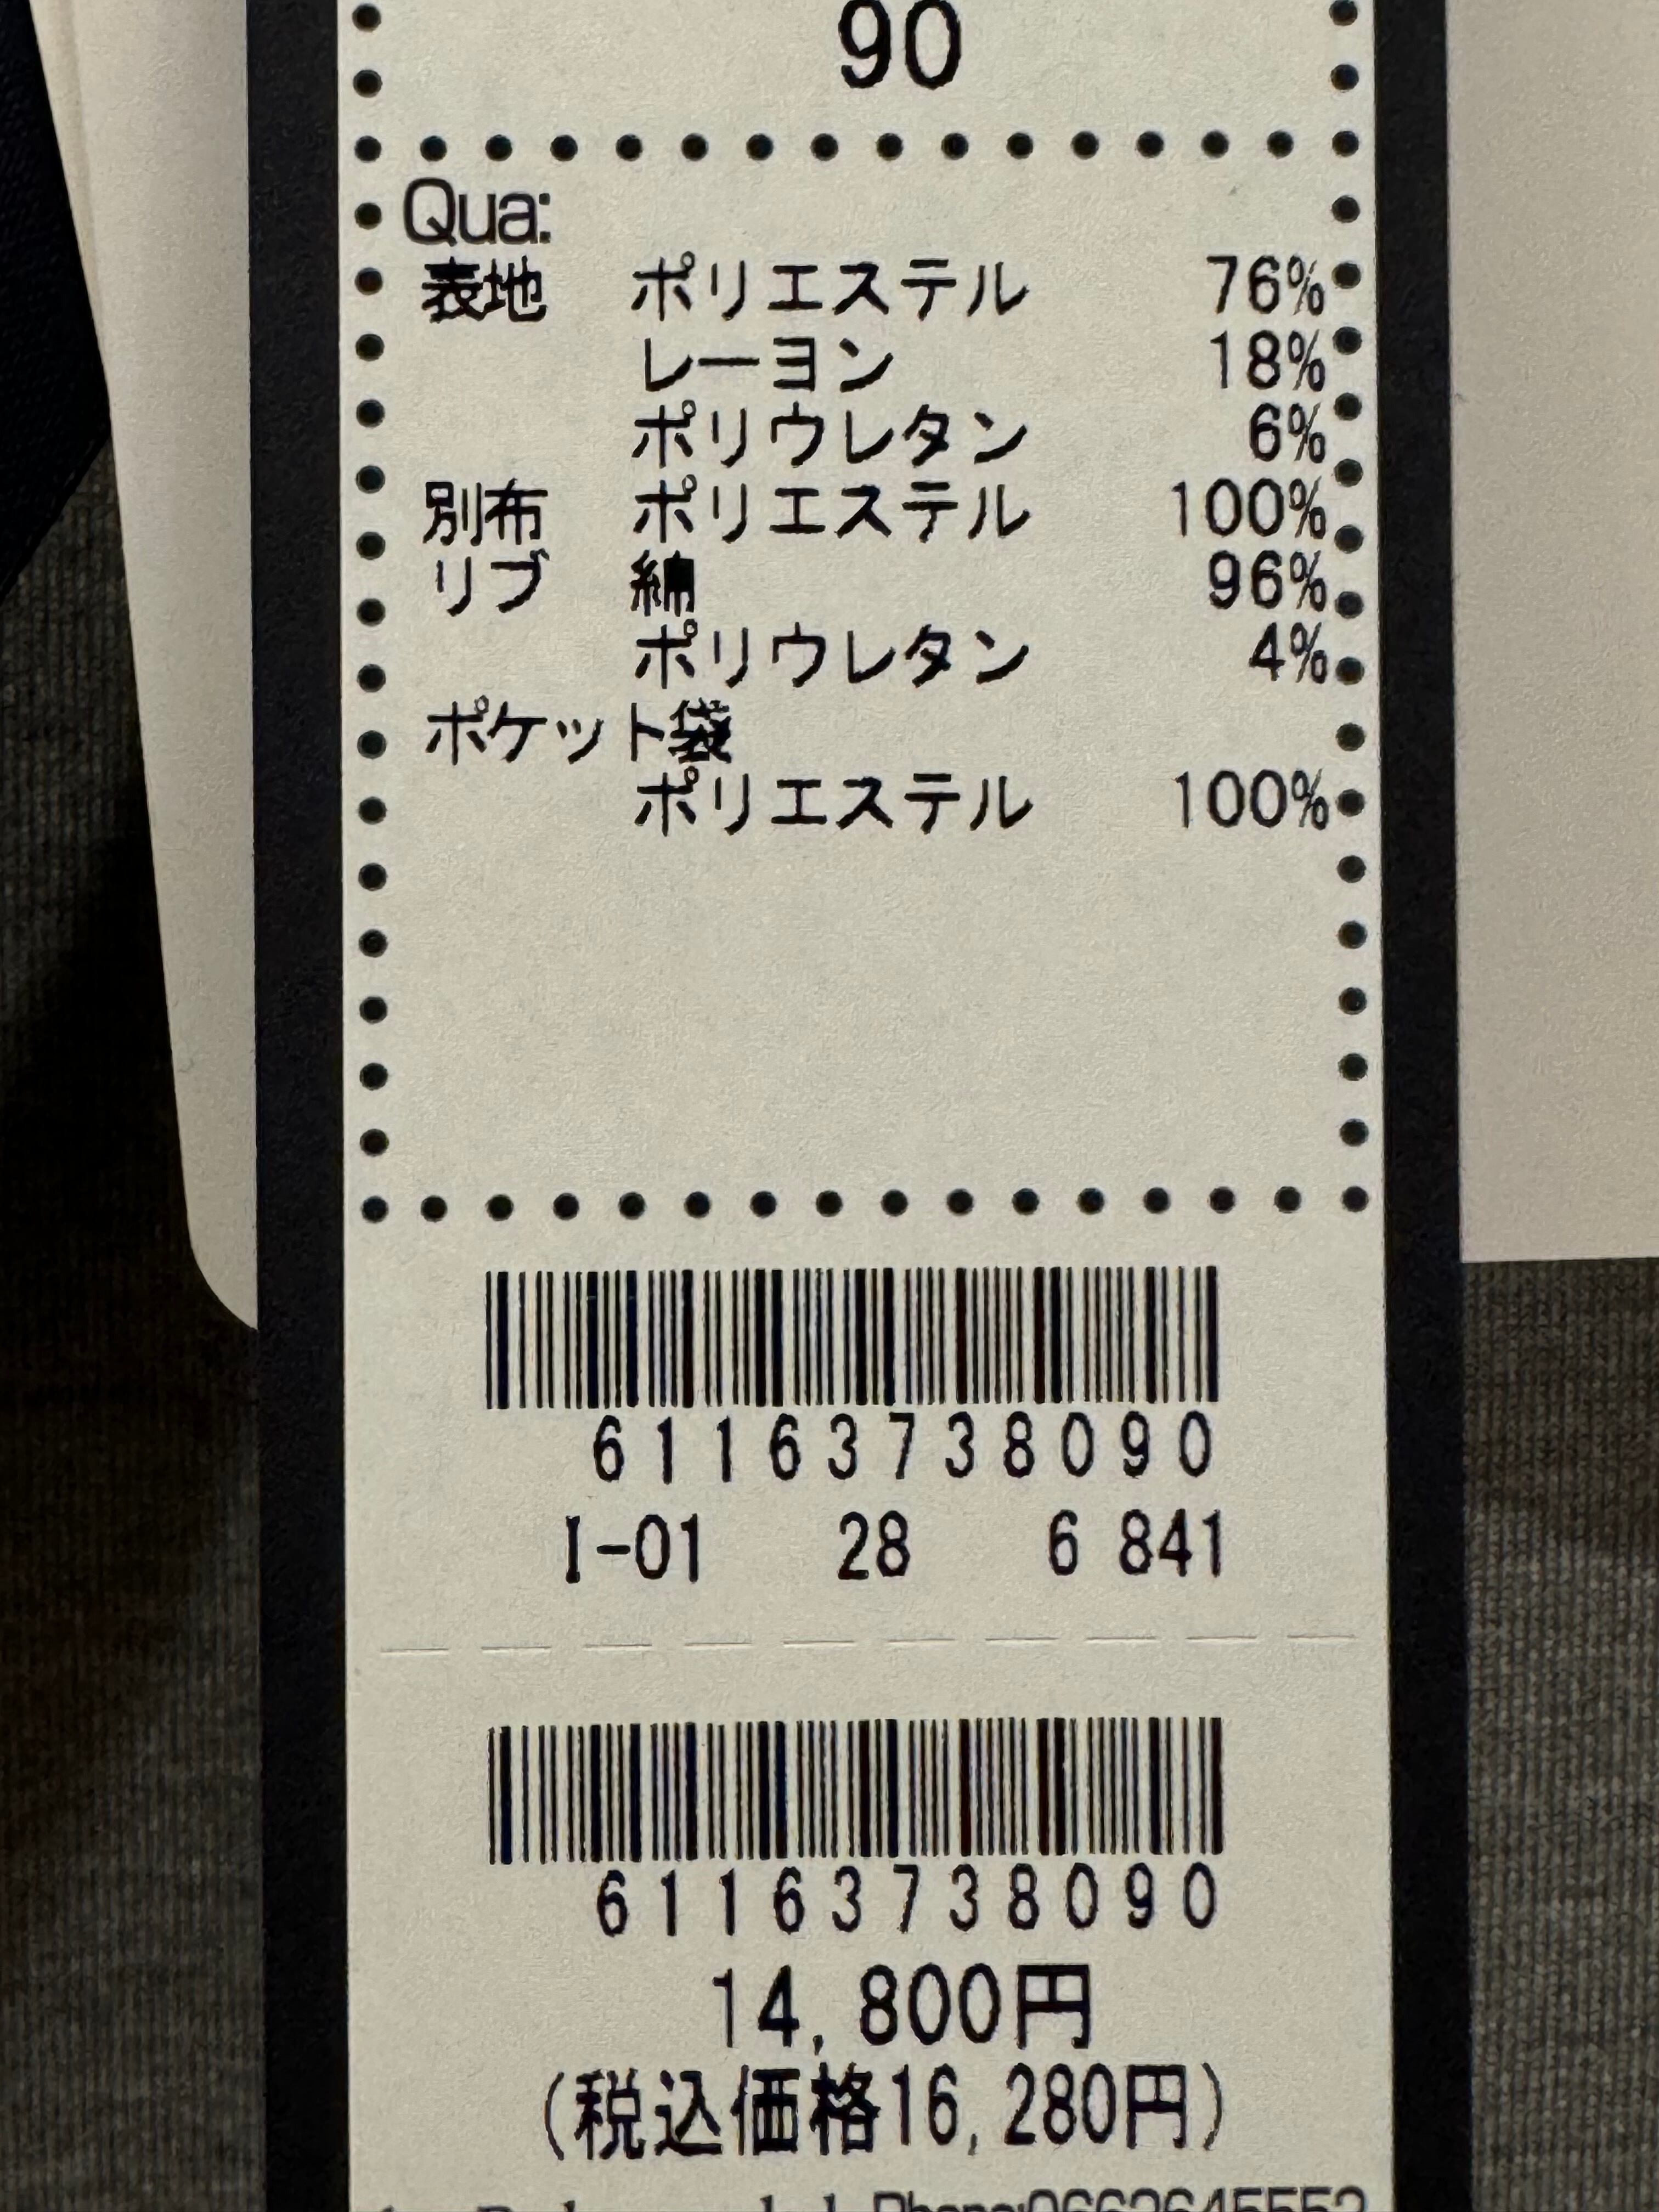 90
Qua:
表地 ポリエステル 76%
レーヨン 18%
ポリウレタン 6%
別布 ポリエステル 100%
リブ 綿 96%
ポリウレタン 4%
ポケット袋
ポリエステル 100%
61163738090
I-01 28 6 841
61163738090
14,800円
(税込価格16,280円)